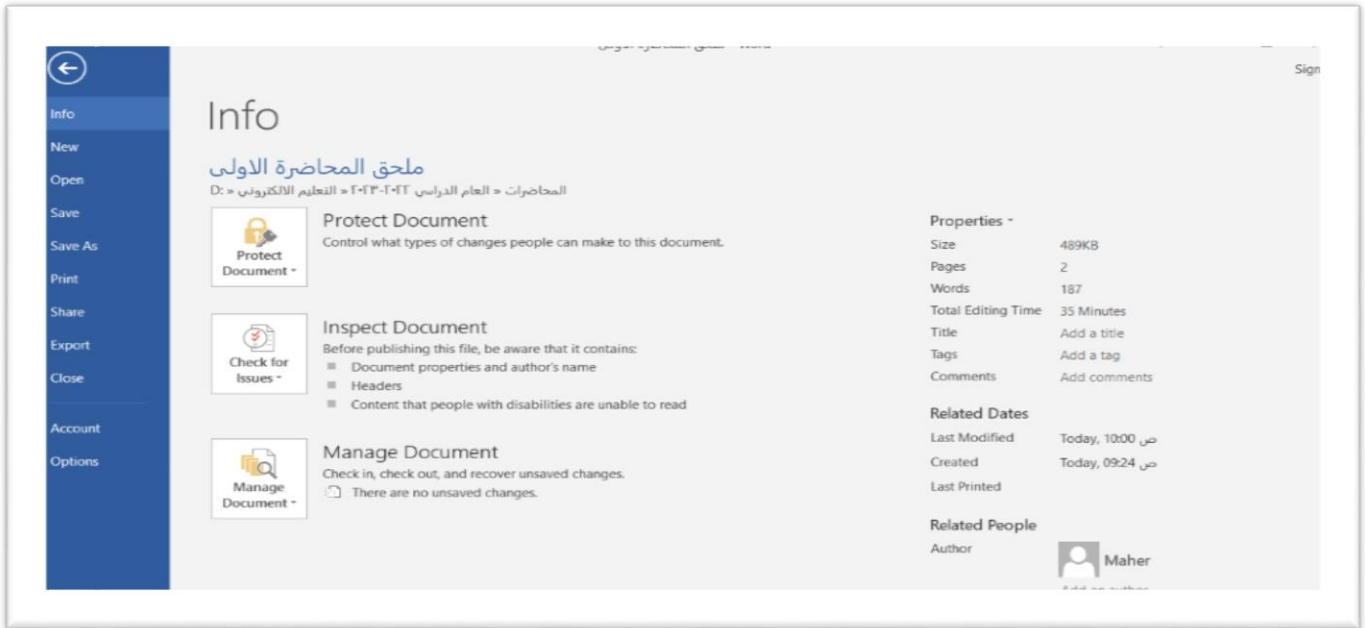 Sign
Info
New
Open
Save
Save As
Print
Share
Export
Close
Account
Options
Info
ملحق المحاضرة الاولى
المحاضرات » العام الدراسي ٢٠٢٢-٢٠٢٣ » التعليم الالكتروني » D:
Protect Document
Protect Document
Control what types of changes people can make to this document.
Check for Issues
Inspect Document
Before publishing this file, be aware that it contains:
Document properties and author's name
Headers
Content that people with disabilities are unable to read
Manage Document
Manage Document
Check in, check out, and recover unsaved changes.
There are no unsaved changes.
Properties
Size 489KB
Pages 2
Words 187
Total Editing Time 35 Minutes
Title Add a title
Tags Add a tag
Comments Add comments
Related Dates
Last Modified Today, 10:00 ص
Created Today, 09:24 ص
Last Printed
Related People
Author Maher